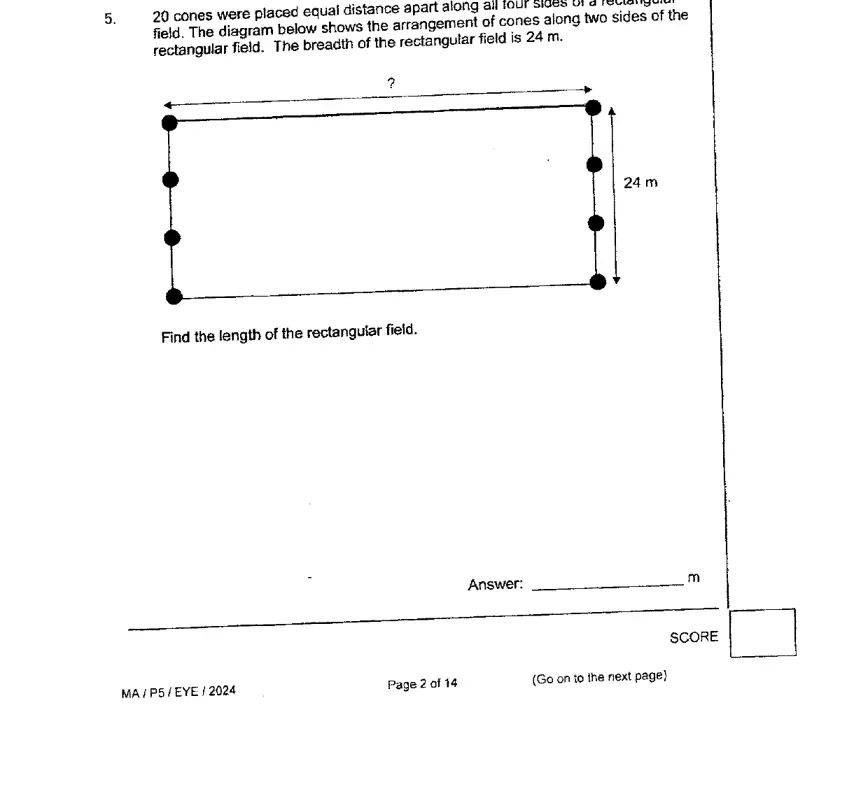 5. 20 cones were placed equal distance apart along all four sides of a rectangular
field. The diagram below shows the arrangement of cones along two sides of the
rectangular field. The breadth of the rectangular field is 24 m.
?
24 m
Find the length of the rectangular field.
Answer: ____________ m
SCORE
MA / P5 / EYE / 2024
Page 2 of 14
(Go on to the next page)